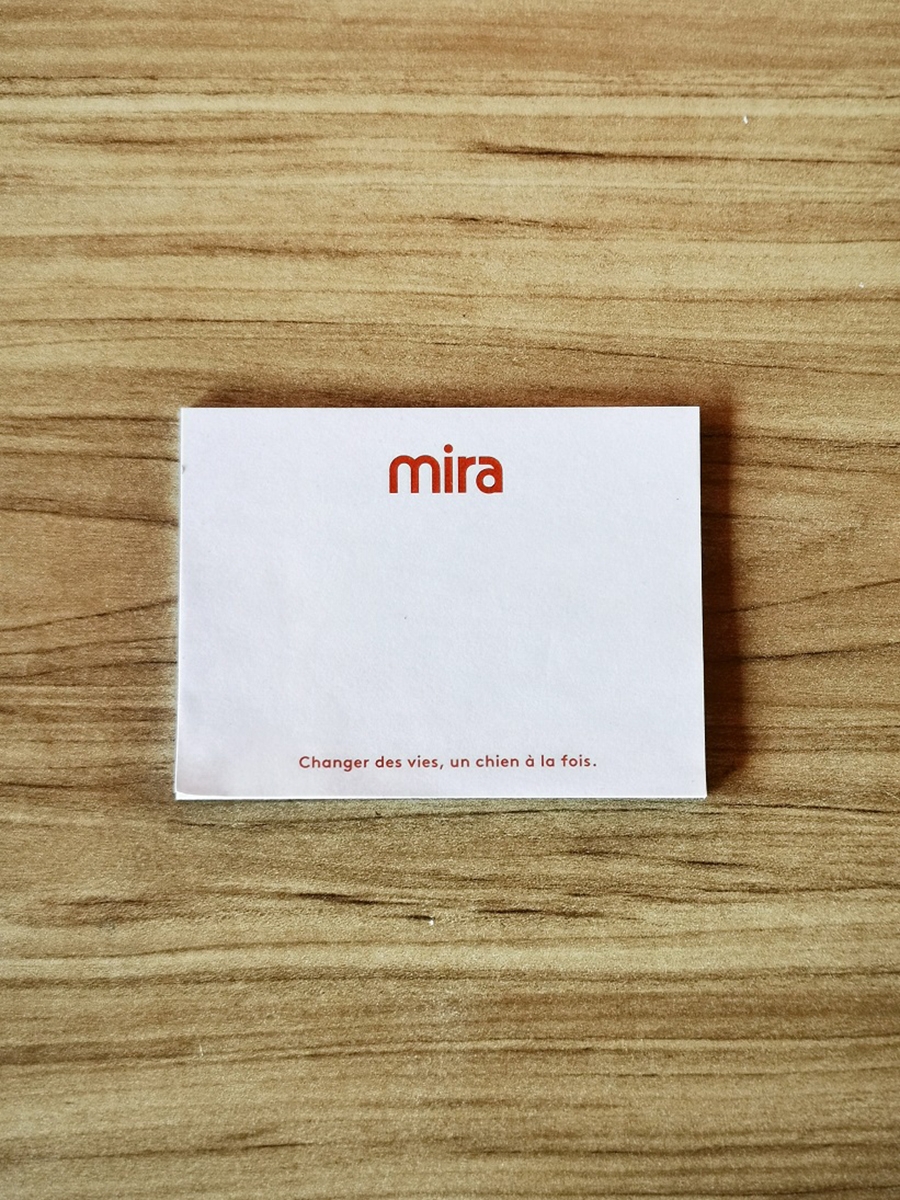 mira
Changer des vies, un chien à la fois.